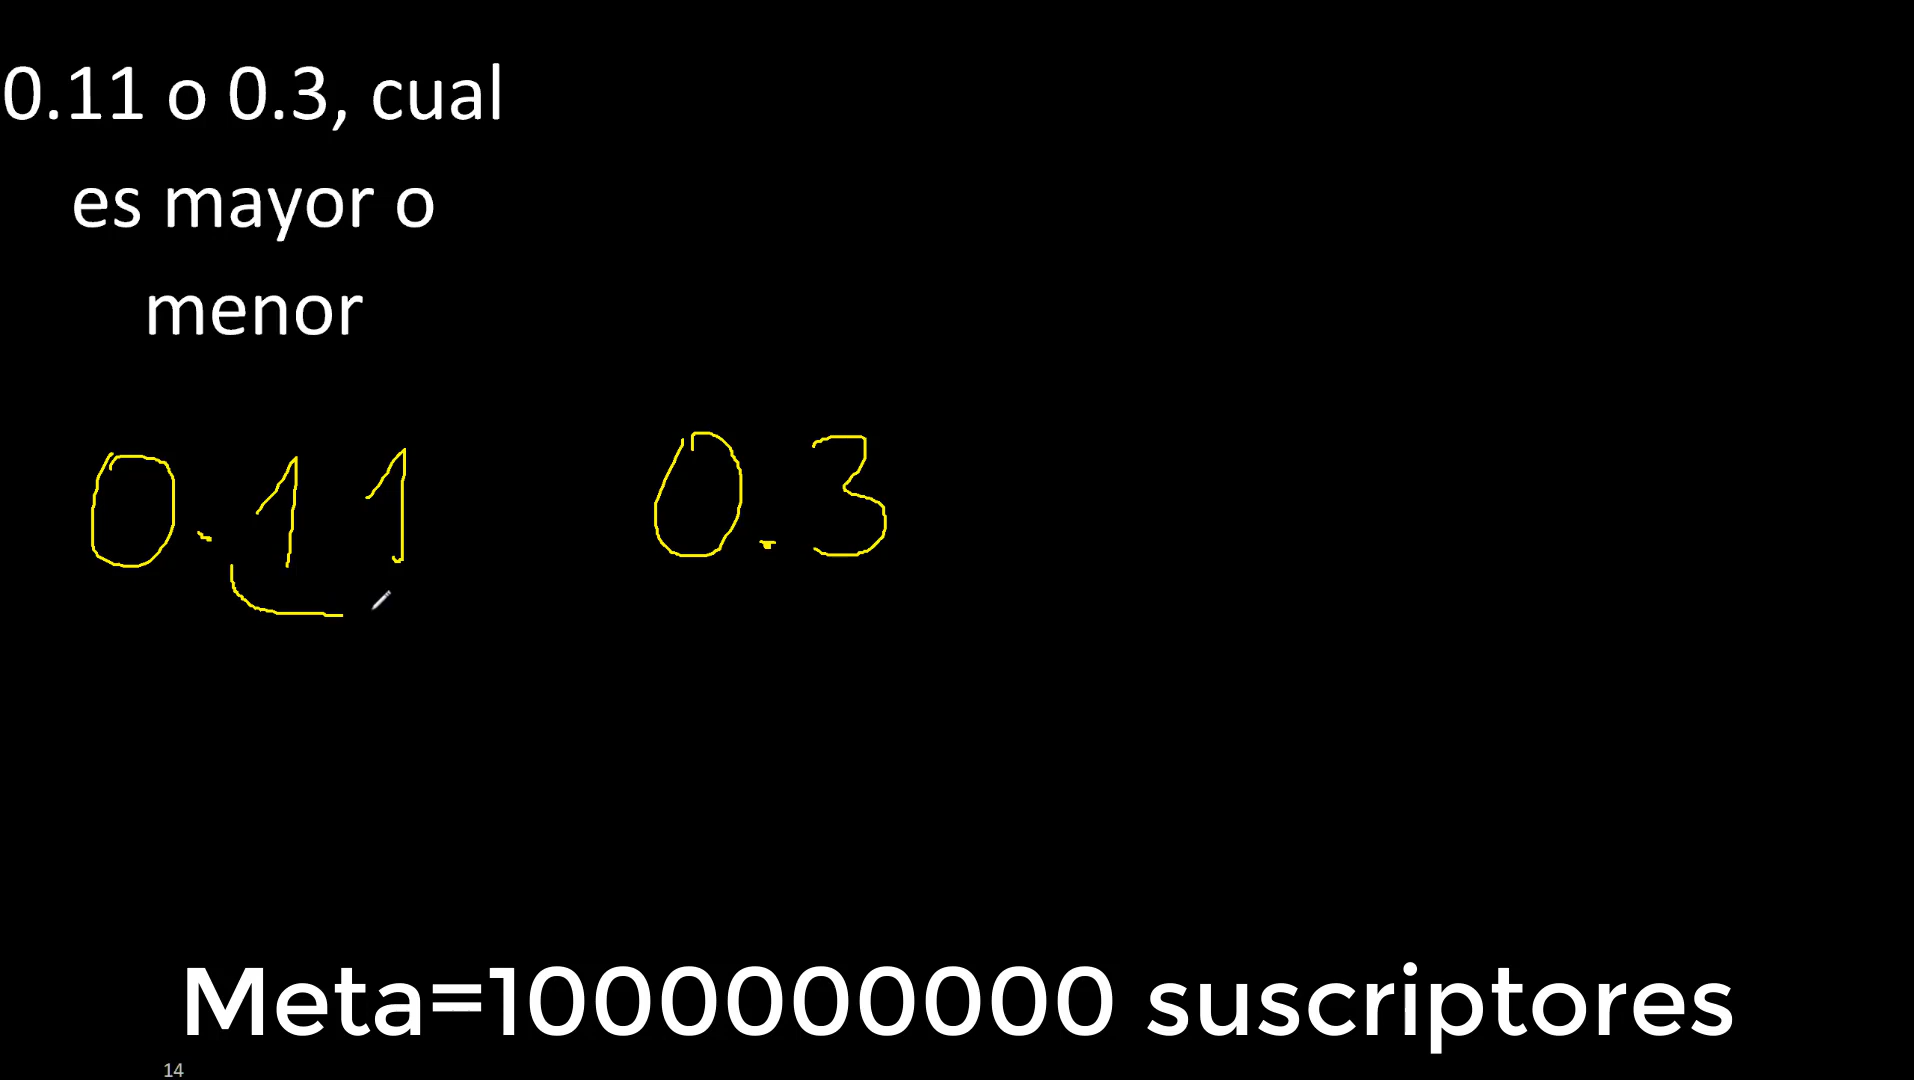 0.11 o 0.3, cual
es mayor o
menor
0.11 0.3
Meta=1000000000 suscriptores
14